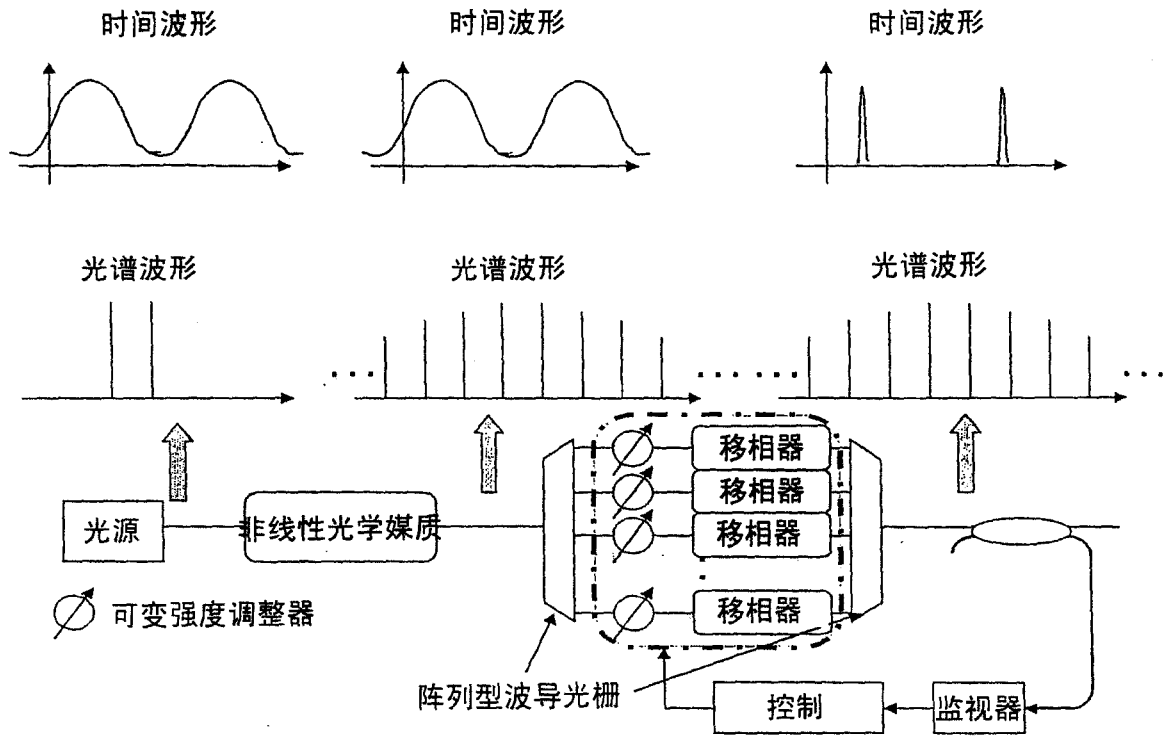 时间波形
时间波形
时间波形
光谱波形
光谱波形
光谱波形
移相器
移相器
移相器
移相器
光源
非线性光学媒质
可变强度调整器
阵列型波导光栅
控制
监视器